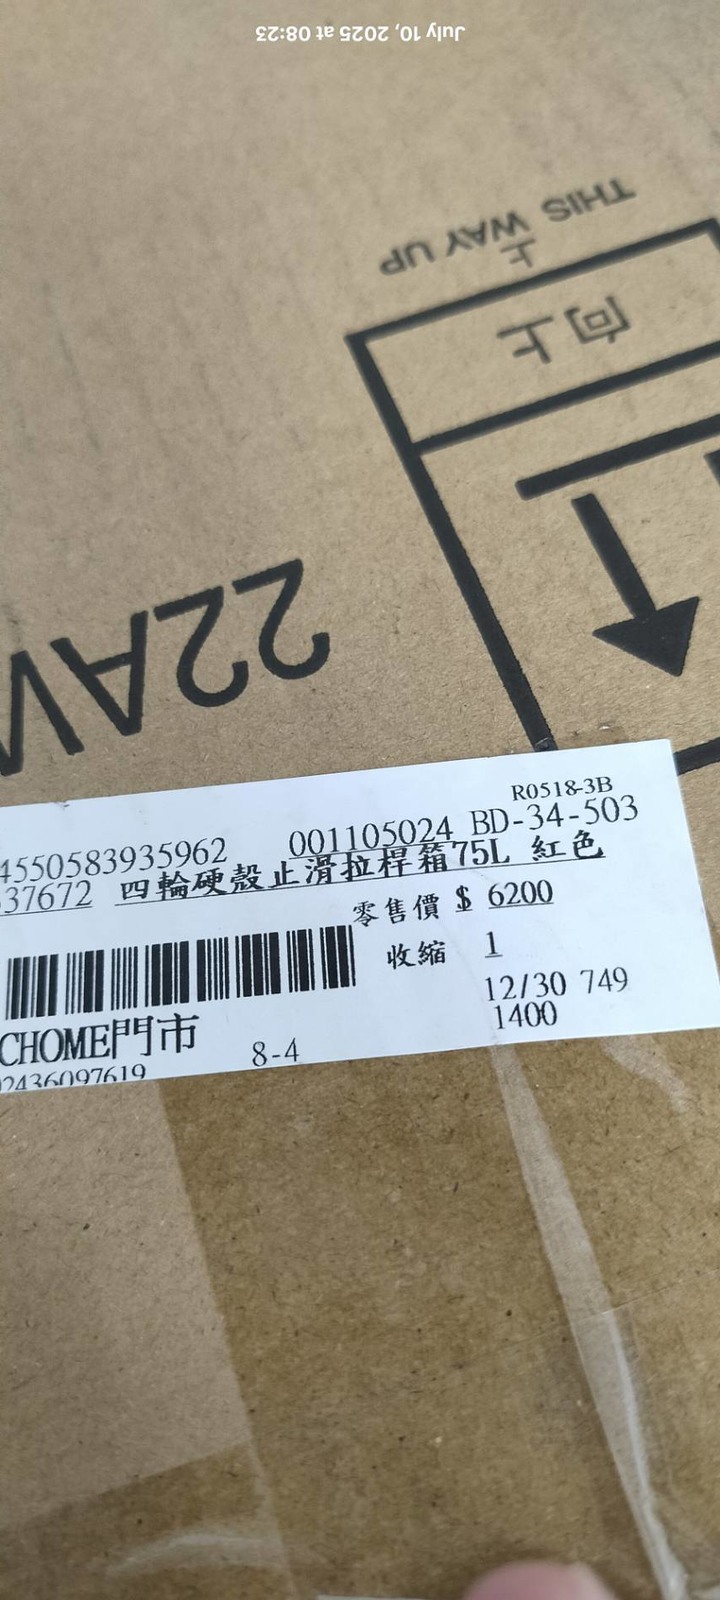 July 10, 2025 at 08:23
THIS WAY UP
上
向上
22AW
R0518-3B
4550583935962 001105024 BD-34-503
37672 四輪硬殼止滑拉桿箱75L 紅色
零售價 $ 6200
收縮 1
12/30 749
1400
CHOME門市
8-4
02436097619